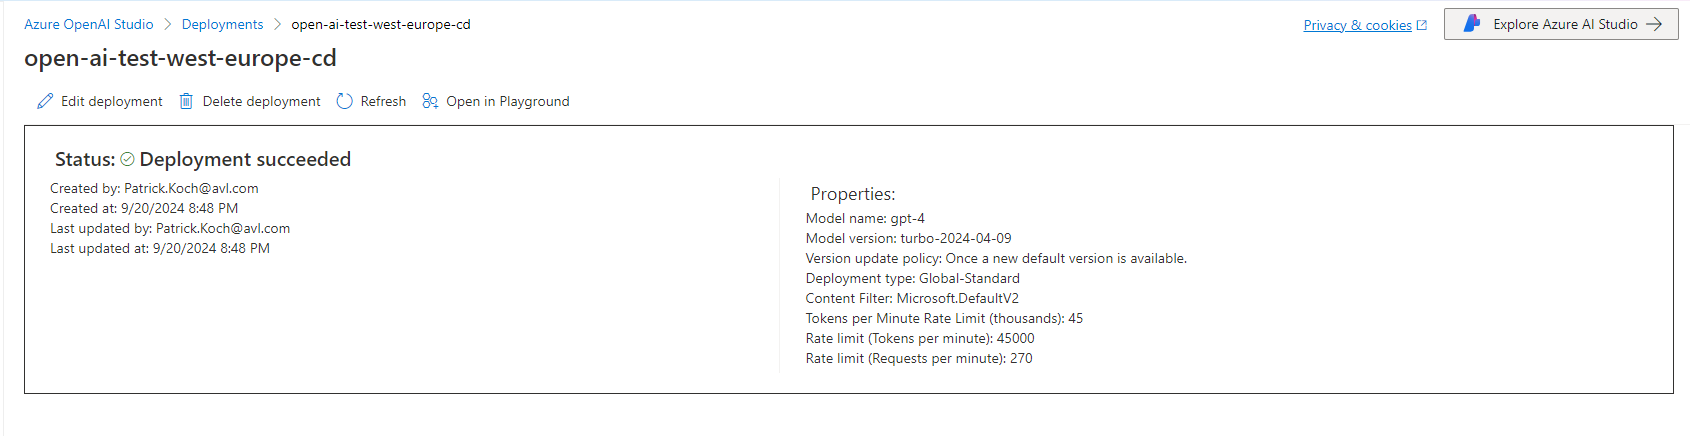 Azure OpenAI Studio > Deployments > open-ai-test-west-europe-cd
Privacy & cookies
Explore Azure AI Studio
open-ai-test-west-europe-cd
Edit deployment Delete deployment Refresh Open in Playground
Status: Deployment succeeded
Created by: Patrick.Koch@avl.com
Created at: 9/20/2024 8:48 PM
Last updated by: Patrick.Koch@avl.com
Last updated at: 9/20/2024 8:48 PM
Properties:
Model name: gpt-4
Model version: turbo-2024-04-09
Version update policy: Once a new default version is available.
Deployment type: Global-Standard
Content Filter: Microsoft.DefaultV2
Tokens per Minute Rate Limit (thousands): 45
Rate limit (Tokens per minute): 45000
Rate limit (Requests per minute): 270